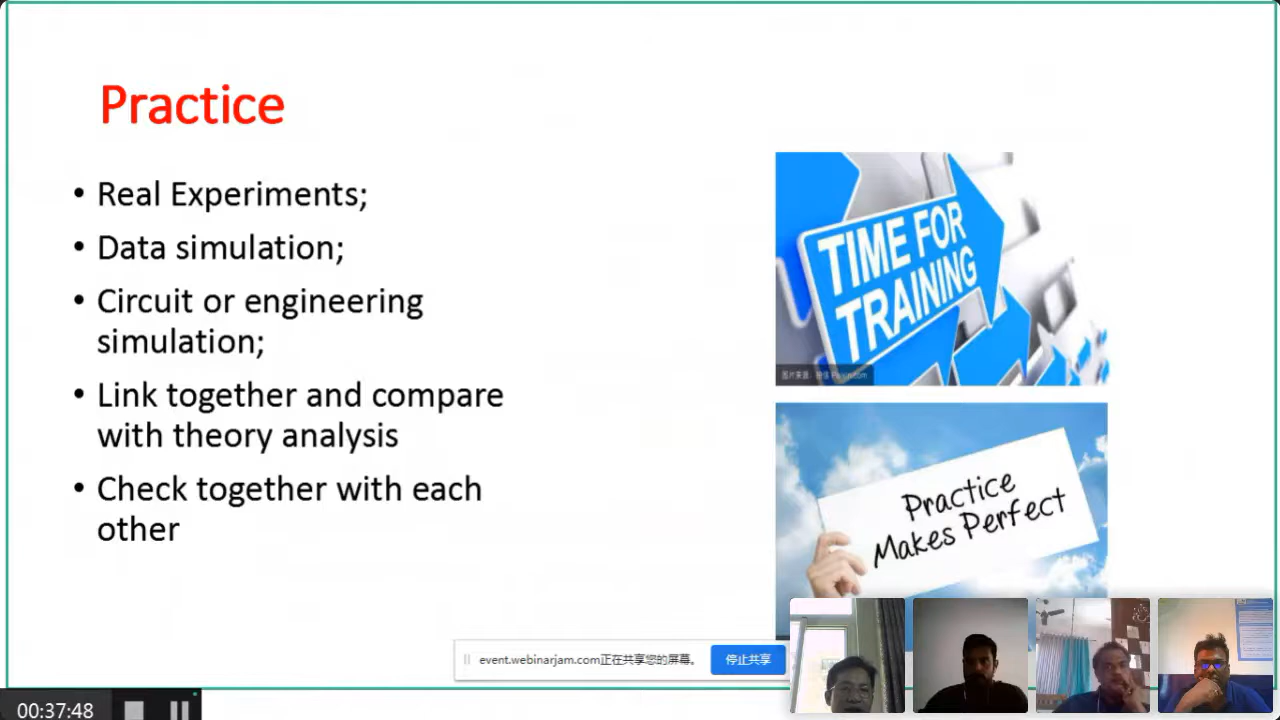 Practice
• Real Experiments;
• Data simulation;
• Circuit or engineering
simulation;
• Link together and compare
with theory analysis
• Check together with each
other
TIME FOR
TRAINING
Practice
Makes Perfect
event.webinarjam.com正在共享您的屏幕。
停止共享
00:37:48